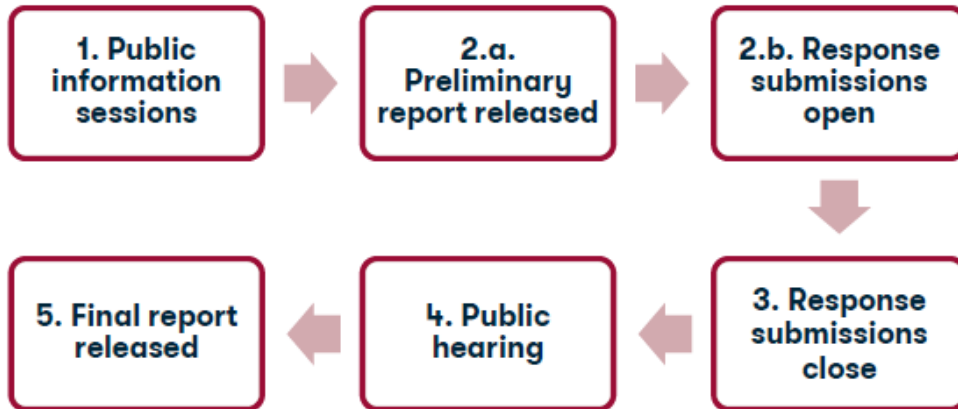 1. Public
information
sessions
2.a.
Preliminary
report released
2.b. Response
submissions
open
3. Response
submissions
close
4. Public
hearing
5. Final report
released